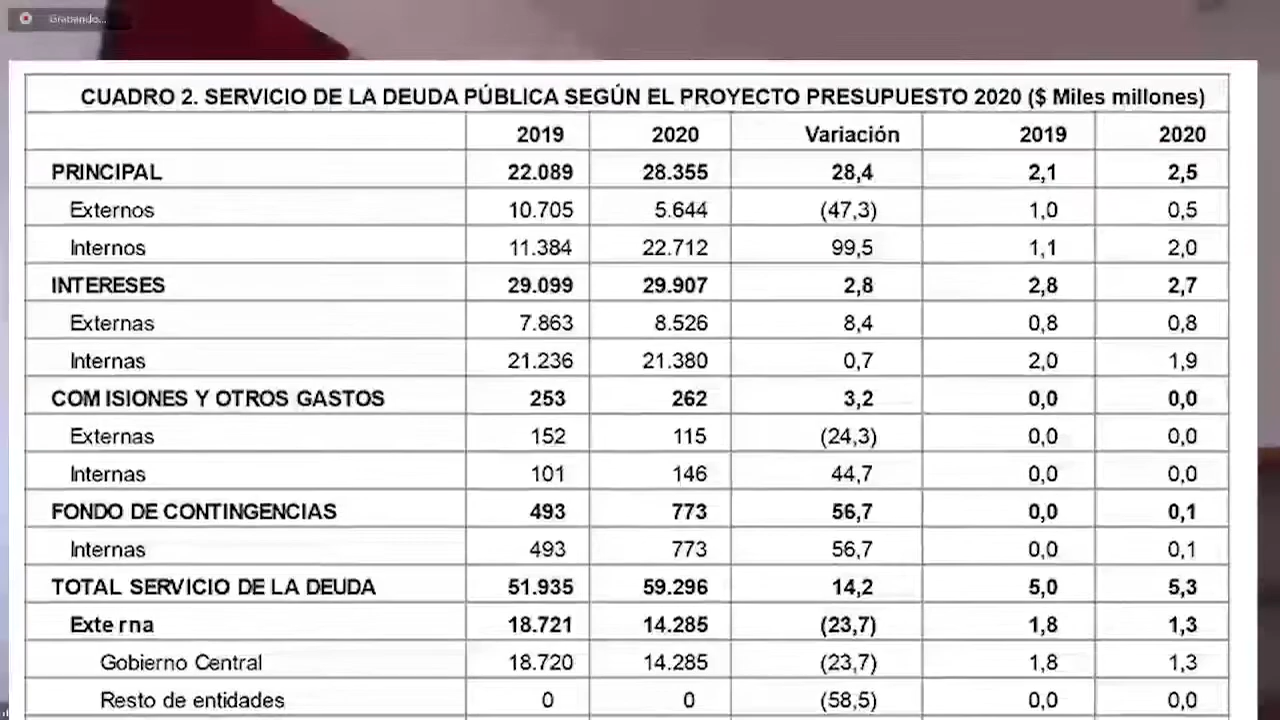 Grabando...
CUADRO 2. SERVICIO DE LA DEUDA PÚBLICA SEGÚN EL PROYECTO PRESUPUESTO 2020 ($ Miles millones)
2019 2020 Variación 2019 2020
PRINCIPAL 22.089 28.355 28,4 2,1 2,5
Externos 10.705 5.644 (47,3) 1,0 0,5
Internos 11.384 22.712 99,5 1,1 2,0
INTERESES 29.099 29.907 2,8 2,8 2,7
Externas 7.863 8.526 8,4 0,8 0,8
Internas 21.236 21.380 0,7 2,0 1,9
COMISIONES Y OTROS GASTOS 253 262 3,2 0,0 0,0
Externas 152 115 (24,3) 0,0 0,0
Internas 101 146 44,7 0,0 0,0
FONDO DE CONTINGENCIAS 493 773 56,7 0,0 0,1
Internas 493 773 56,7 0,0 0,1
TOTAL SERVICIO DE LA DEUDA 51.935 59.296 14,2 5,0 5,3
Externa 18.721 14.285 (23,7) 1,8 1,3
Gobierno Central 18.720 14.285 (23,7) 1,8 1,3
Resto de entidades 0 0 (58,5) 0,0 0,0